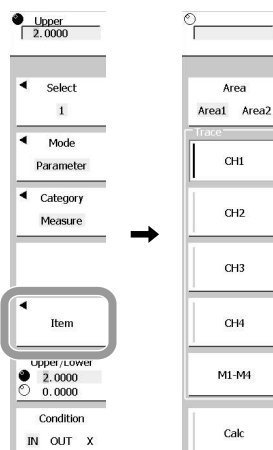 Upper
2.0000
Select
1
Mode
Parameter
Category
Measure
Item
Upper/Lower
2.0000
0.0000
Condition
IN OUT X
Area
Area1 Area2
Trace
CH1
CH2
CH3
CH4
M1-M4
Calc